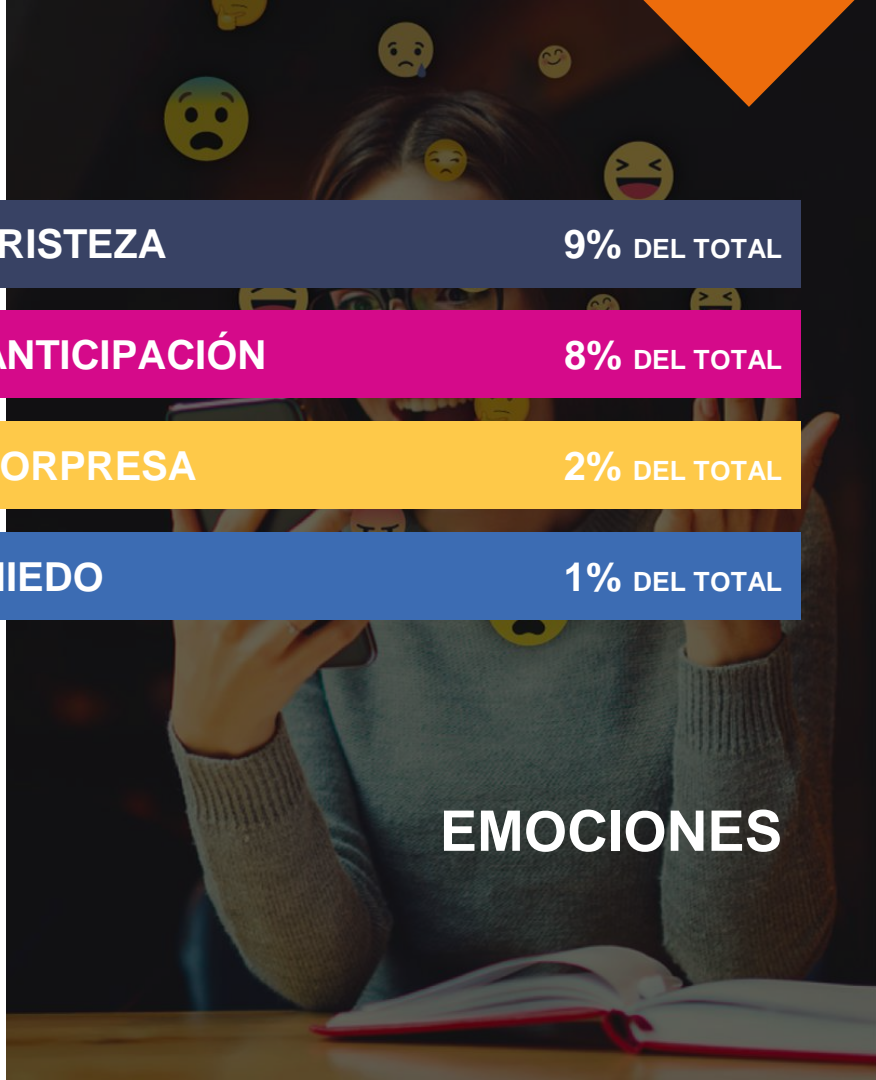 RISTEZA 9% DEL TOTAL
ANTICIPACIÓN 8% DEL TOTAL
ORPRESA 2% DEL TOTAL
IEDO 1% DEL TOTAL
EMOCIONES